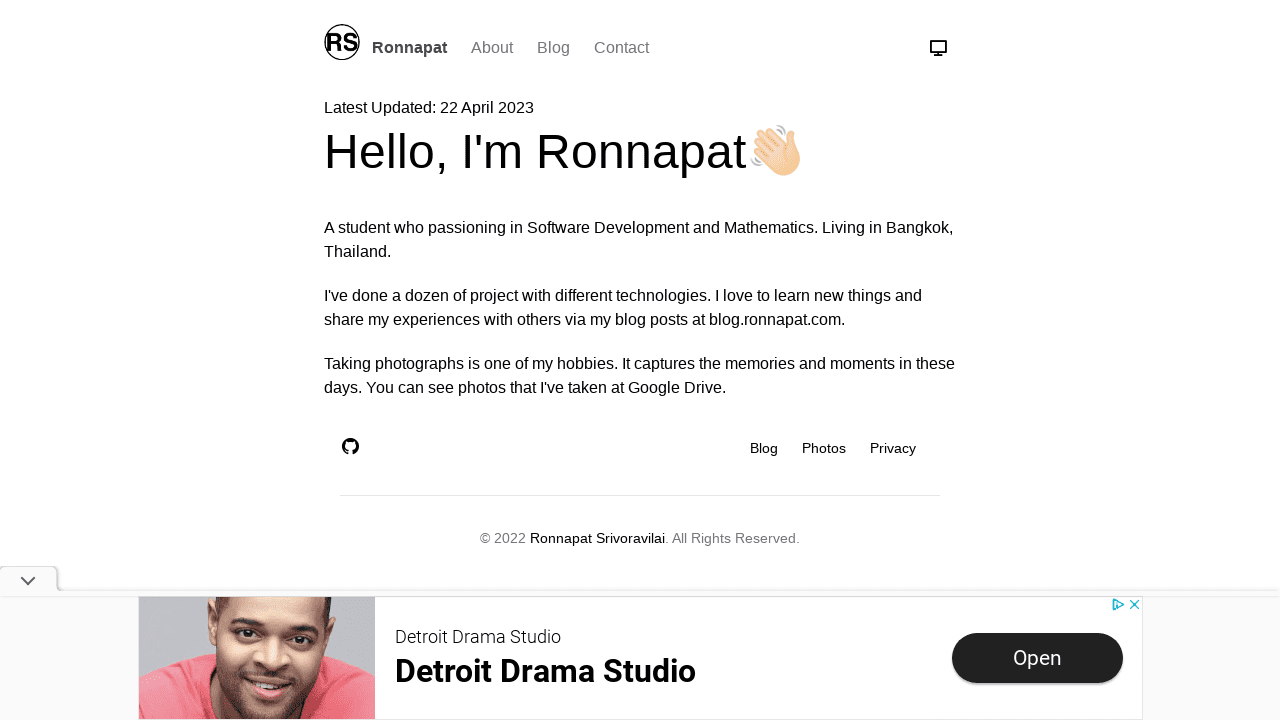 RS
Ronnapat About Blog Contact
Latest Updated: 22 April 2023
Hello, I'm Ronnapat👋🏻
A student who passioning in Software Development and Mathematics. Living in Bangkok,
Thailand.
I've done a dozen of project with different technologies. I love to learn new things and
share my experiences with others via my blog posts at blog.ronnapat.com.
Taking photographs is one of my hobbies. It captures the memories and moments in these
days. You can see photos that I've taken at Google Drive.
Blog Photos Privacy
© 2022 Ronnapat Srivoravilai. All Rights Reserved.
Detroit Drama Studio
Detroit Drama Studio
Open